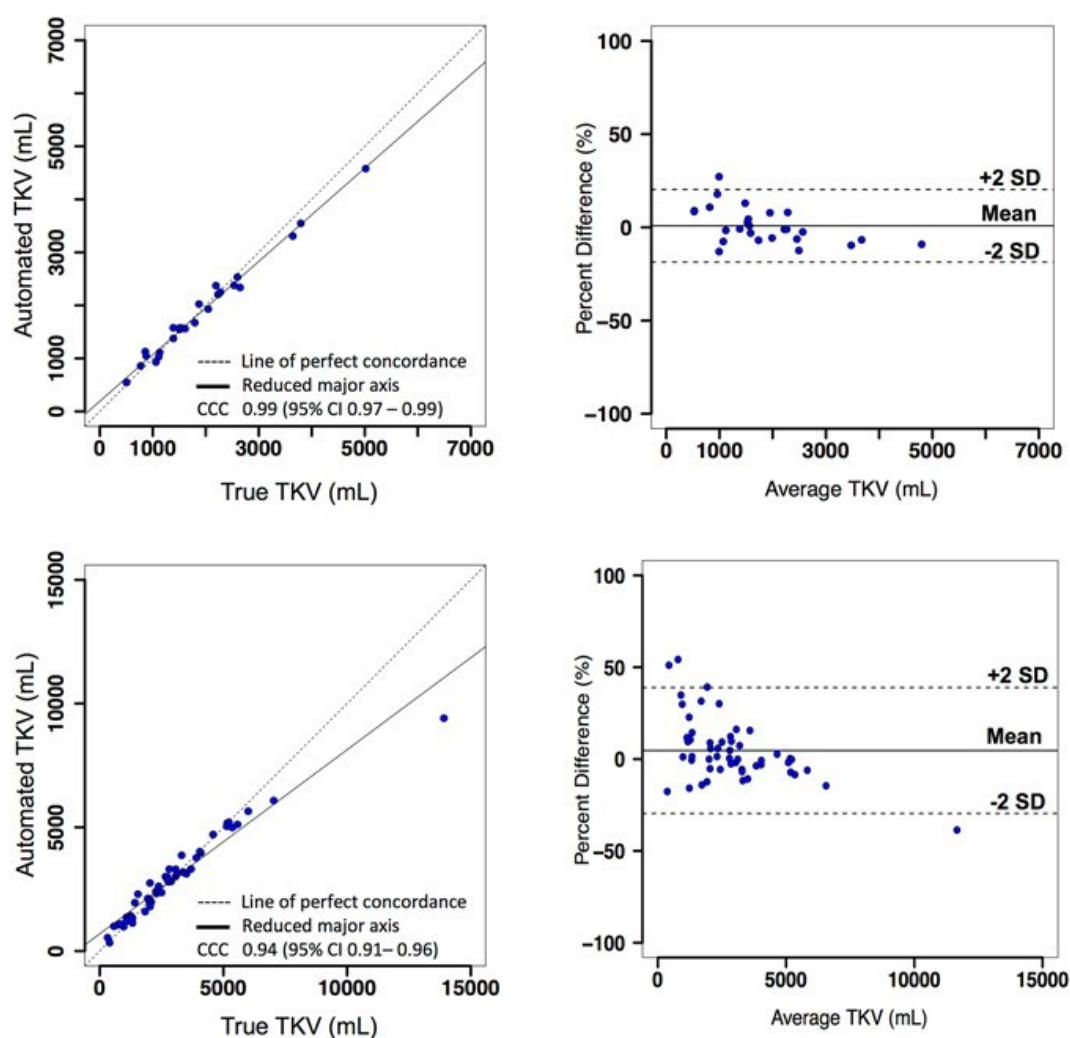 7000
5000
3000
1000
0
Automated TKV (mL)
Line of perfect concordance
Reduced major axis
CCC 0.99 (95% CI 0.97 – 0.99)
0 1000 3000 5000 7000
True TKV (mL)
100
50
0
−50
−100
Percent Difference (%)
+2 SD
Mean
-2 SD
0 1000 3000 5000 7000
Average TKV (mL)
15000
10000
5000
0
Automated TKV (mL)
Line of perfect concordance
Reduced major axis
CCC 0.94 (95% CI 0.91– 0.96)
0 5000 10000 15000
True TKV (mL)
100
50
0
−50
−100
Percent Difference (%)
+2 SD
Mean
-2 SD
0 5000 10000 15000
Average TKV (mL)